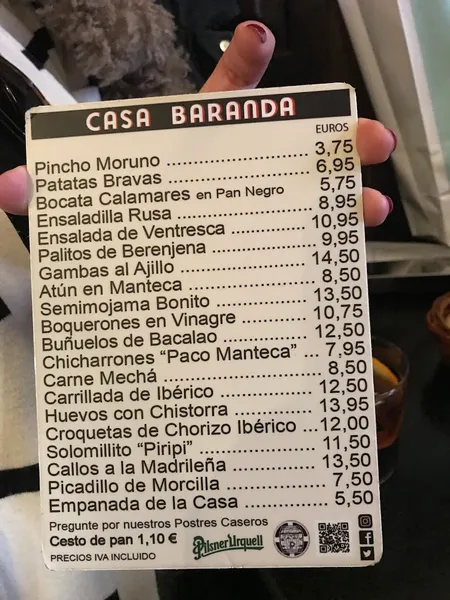 CASA BARANDA
EUROS
Pincho Moruno .............................. 3,75
Patatas Bravas .............................. 6,95
Bocata Calamares en Pan Negro 5,75
Ensaladilla Rusa ............................ 8,95
Ensalada de Ventresca ................ 10,95
Palitos de Berenjena ..................... 9,95
Gambas al Ajillo .......................... 14,50
Atún en Manteca .......................... 8,50
Semimojama Bonito .................... 13,50
Boquerones en Vinagre ............... 10,75
Buñuelos de Bacalao ................... 12,50
Chicharrones “Paco Manteca” ... 7,95
Carne Mechá ................................ 8,50
Carrillada de Ibérico .................... 12,50
Huevos con Chistorra .................. 13,95
Croquetas de Chorizo Ibérico ... 12,00
Solomillito “Piripi” ........................ 11,50
Callos a la Madrileña ................... 13,50
Picadillo de Morcilla ..................... 7,50
Empanada de la Casa .................. 5,50
Pregunte por nuestros Postres Caseros
Cesto de pan 1,10 €
PRECIOS IVA INCLUIDO
Pilsner Urquell